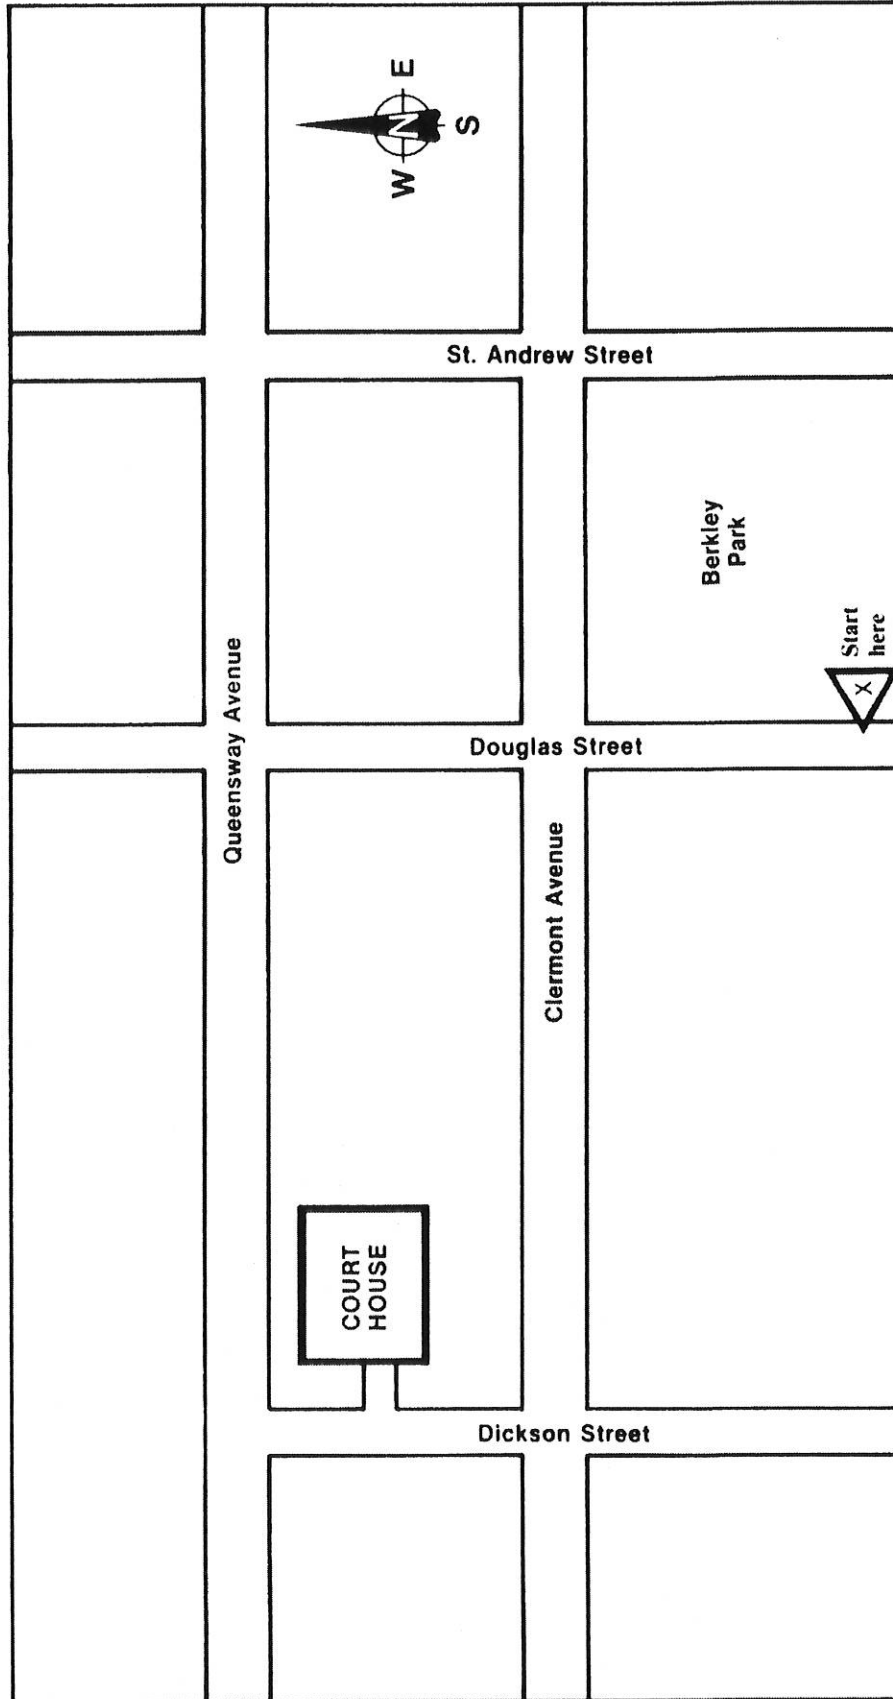 E
N
W
S
St. Andrew Street
Berkley
Park
Start
here
X
Queensway Avenue
Douglas Street
Clermont Avenue
COURT
HOUSE
Dickson Street